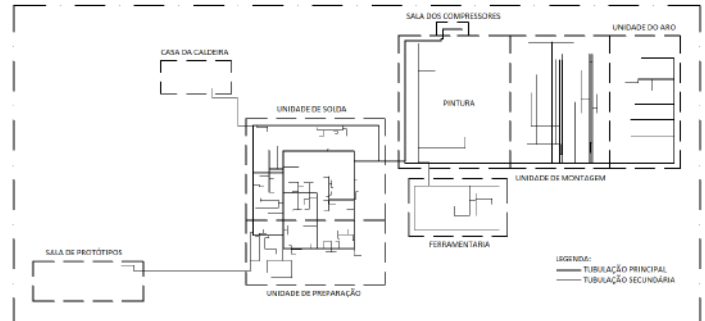 SALA DOS COMPRESSORES
UNIDADE DO ARO
CASA DA CALDEIRA
PINTURA
UNIDADE DE SOLDA
UNIDADE DE MONTAGEM
FERRAMENTARIA
SALA DE PROTÓTIPOS
LEGENDA:
TUBULAÇÃO PRINCIPAL
TUBULAÇÃO SECUNDÁRIA
UNIDADE DE PREPARAÇÃO